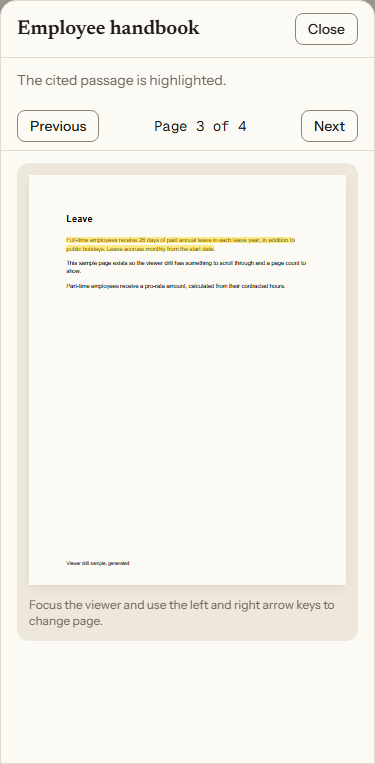 Employee handbook
Close
The cited passage is highlighted.
Previous
Page 3 of 4
Next
Leave
Full-time employees receive 26 days of paid annual leave in each leave year, in addition to
public holidays. Leave accrues monthly from the start date.
This sample page exists so the viewer drill has something to scroll through and a page count to
show.
Part-time employees receive a pro-rata amount, calculated from their contracted hours.
Viewer drill sample, generated
Focus the viewer and use the left and right arrow keys to
change page.